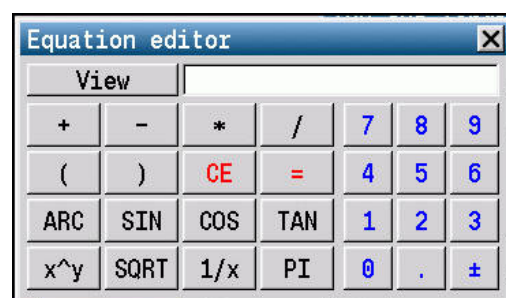 Equation editor X
View
+ - * / 7 8 9
( ) CE = 4 5 6
ARC SIN COS TAN 1 2 3
x^y SQRT 1/x PI 0 . ±